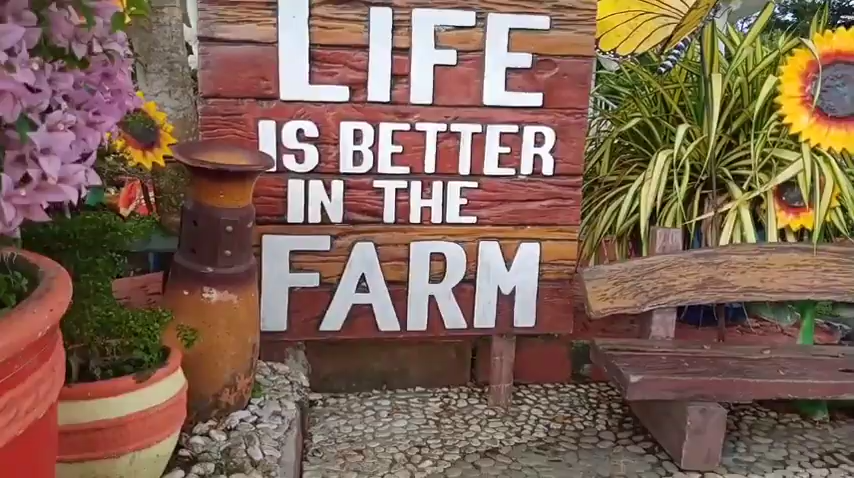 LIFE
IS BETTER
IN THE
FARM